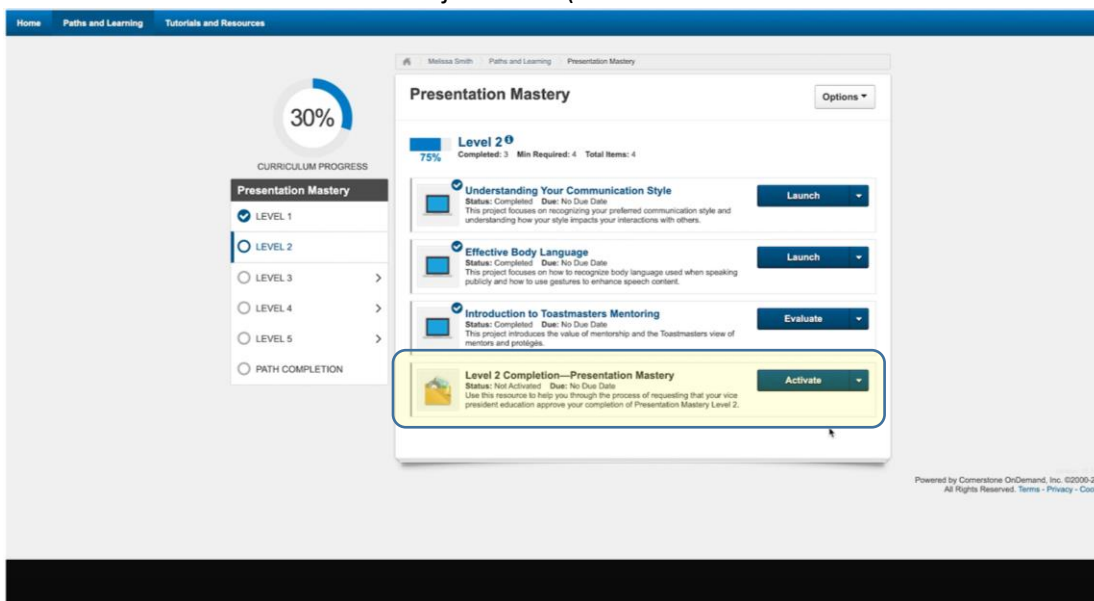 Home Paths and Learning Tutorials and Resources
Melissa Smith Paths and Learning Presentation Mastery
Presentation Mastery
Options
30%
CURRICULUM PROGRESS
Presentation Mastery
LEVEL 1
LEVEL 2
LEVEL 3
LEVEL 4
LEVEL 5
PATH COMPLETION
75%
Level 2
Completed: 3 Min Required: 4 Total Items: 4
Understanding Your Communication Style
Status: Completed Due: No Due Date
This project focuses on recognizing your preferred communication style and
understanding how your style impacts your interactions with others.
Launch
Effective Body Language
Status: Completed Due: No Due Date
This project focuses on how to recognize body language used when speaking
publicly and how to use gestures to enhance speech content.
Launch
Introduction to Toastmasters Mentoring
Status: Completed Due: No Due Date
This project introduces the value of mentorship and the Toastmasters view of
mentors and protégés.
Evaluate
Level 2 Completion—Presentation Mastery
Status: Not Activated Due: No Due Date
Use this resource to help you through the process of requesting that your vice
president education approve your completion of Presentation Mastery Level 2.
Activate
Powered by Cornerstone OnDemand, Inc. ©2000-2
All Rights Reserved. Terms - Privacy - Coo